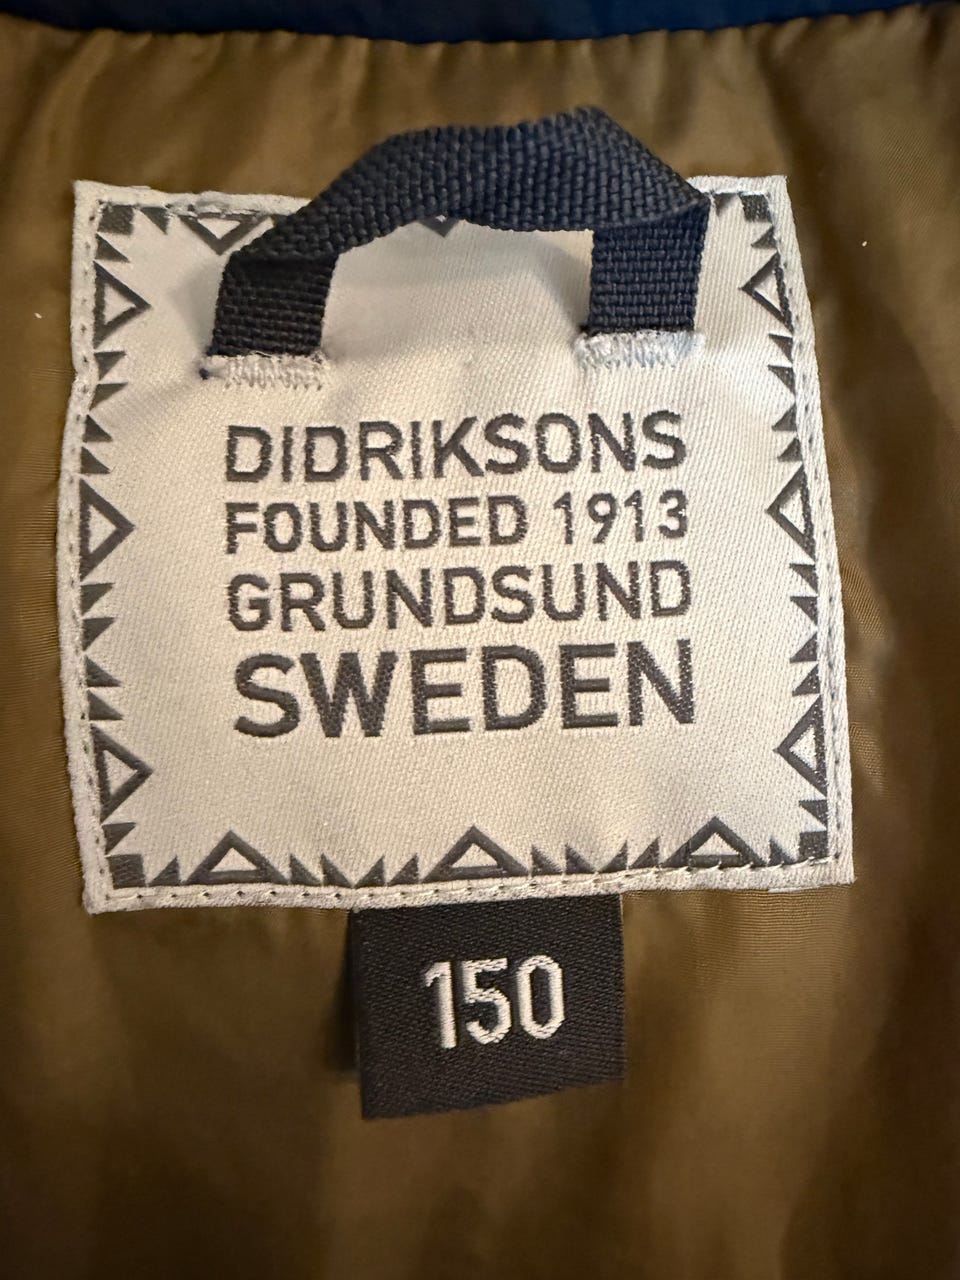 DIDRIKSONS
FOUNDED 1913
GRUNDSUND
SWEDEN
150